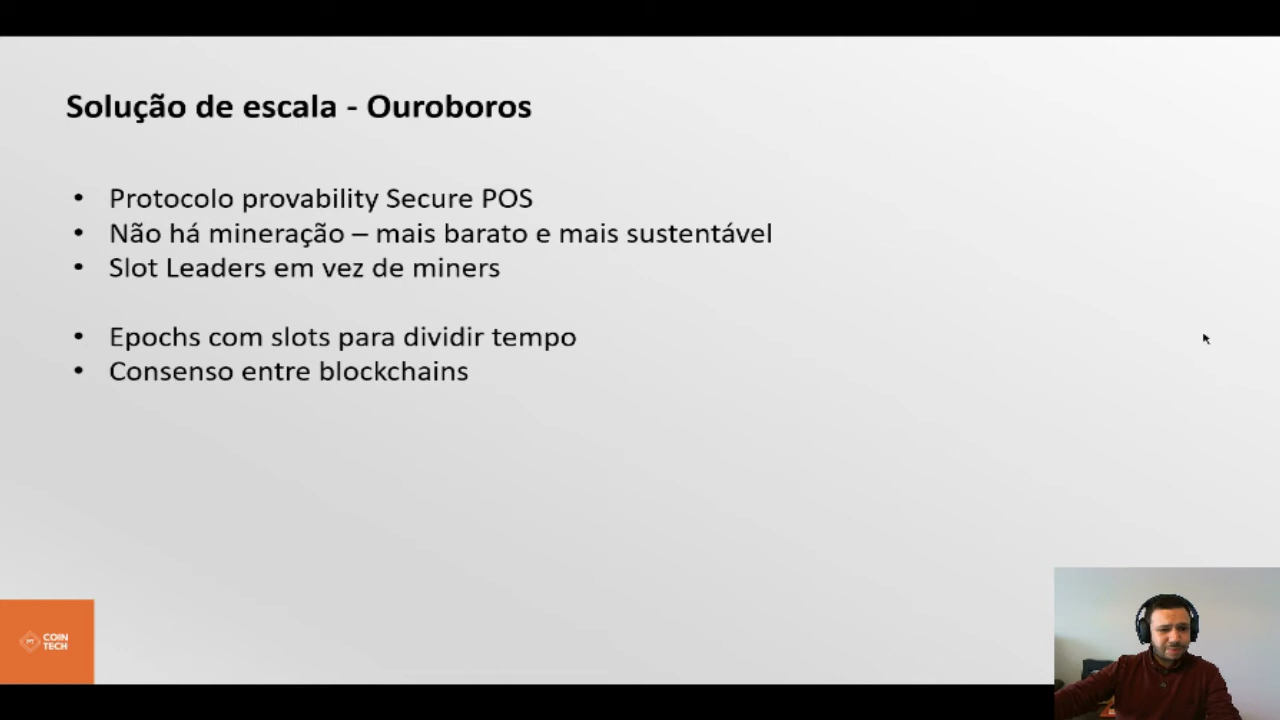 Solução de escala - Ouroboros
• Protocolo provability Secure POS
• Não há mineração – mais barato e mais sustentável
• Slot Leaders em vez de miners
• Epochs com slots para dividir tempo
• Consenso entre blockchains
COIN
TECH